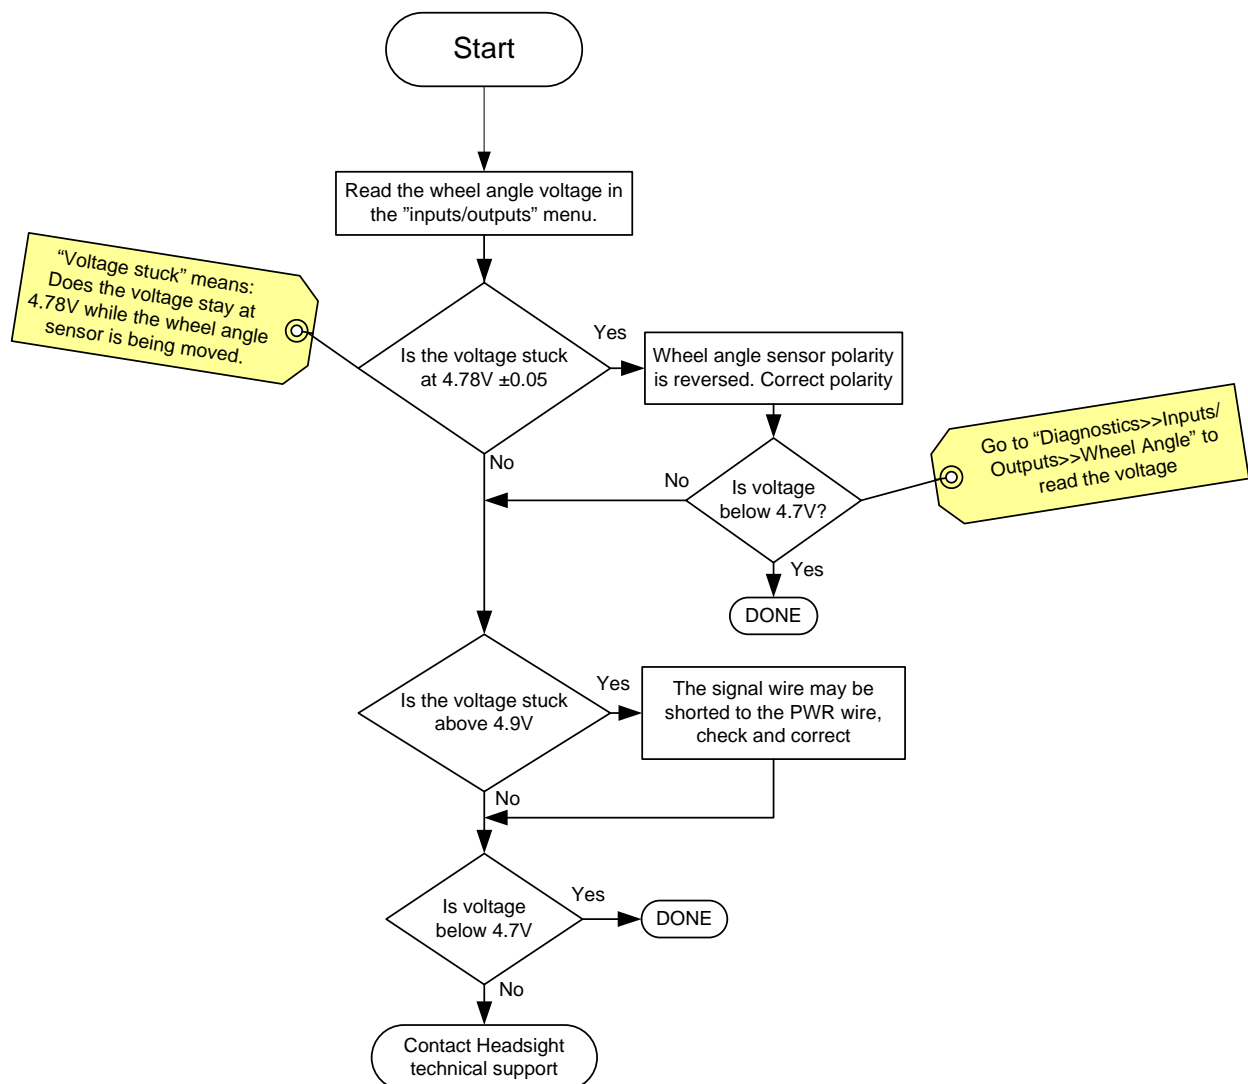 Start
Read the wheel angle voltage in
the ”inputs/outputs” menu.
“Voltage stuck” means:
Does the voltage stay at
4.78V while the wheel angle
sensor is being moved.
Is the voltage stuck
at 4.78V ±0.05
Yes
Wheel angle sensor polarity
is reversed. Correct polarity
Go to “Diagnostics>>Inputs/
Outputs>>Wheel Angle” to
read the voltage
No
No
Is voltage
below 4.7V?
Yes
DONE
Is the voltage stuck
above 4.9V
Yes
The signal wire may be
shorted to the PWR wire,
check and correct
No
Is voltage
below 4.7V
Yes
DONE
No
Contact Headsight
technical support